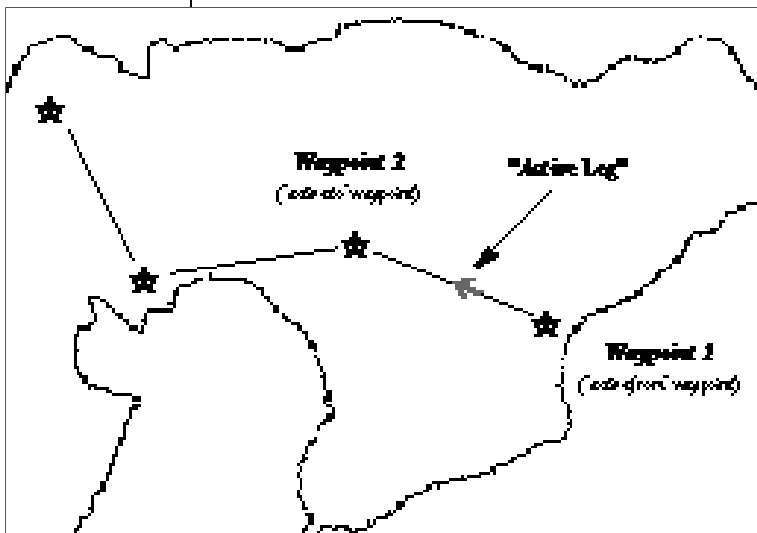 Waypoint 2
("active to" waypoint)
"Active Leg"
Waypoint 1
("active from" waypoint)